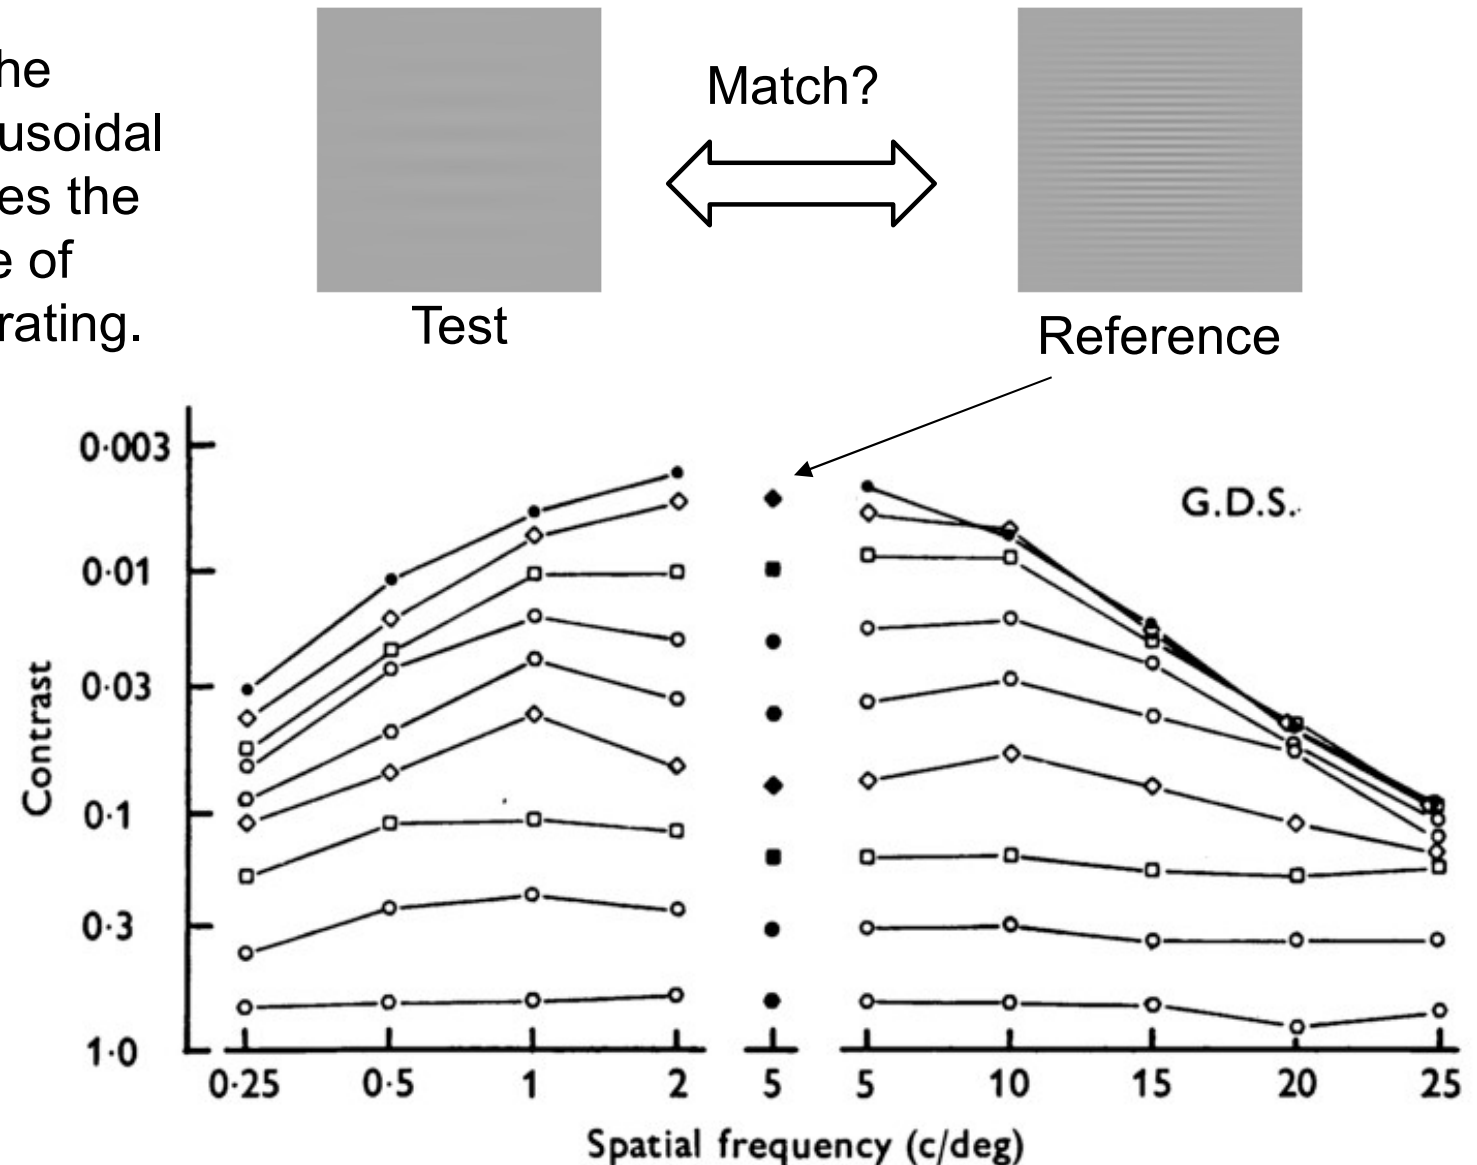 he
usoidal
es the
e of
rating.
Match?
Test
Reference
G.D.S.
Contrast
0·003
0·01
0·03
0·1
0·3
1·0
0·25 0·5 1 2 5 5 10 15 20 25
Spatial frequency (c/deg)